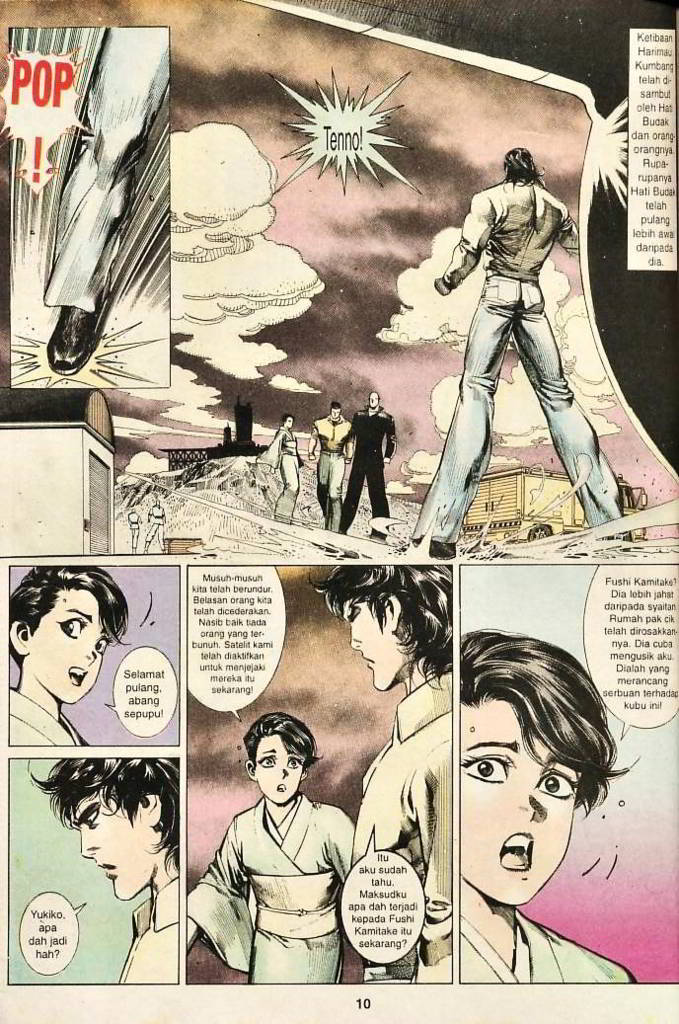 POP
!
Tenno!
Ketibaan
Harimau
Kumbang
telah di-
sambut
oleh Hati
Budak
dan orang-
orangnya.
Rupa-
rupanya
Hati Budak
telah
pulang
lebih awal
daripada
dia.
Selamat
pulang,
abang
sepupu!
Yukiko,
apa
dah jadi
hah?
Musuh-musuh
kita telah berundur.
Belasan orang kita
telah dicederakan.
Nasib baik tiada
orang yang ter-
bunuh. Satelit kami
telah diaktifkan
untuk menjejaki
mereka itu
sekarang!
Itu
aku sudah
tahu.
Maksudku
apa dah terjadi
kepada Fushi
Kamitake itu
sekarang?
Fushi Kamitake?
Dia lebih jahat
daripada syaitan.
Rumah pak cik
telah dirosakkan-
nya. Dia cuba
mengusik aku.
Dialah yang
merancang
serbuan terhadap
kubu ini!
10